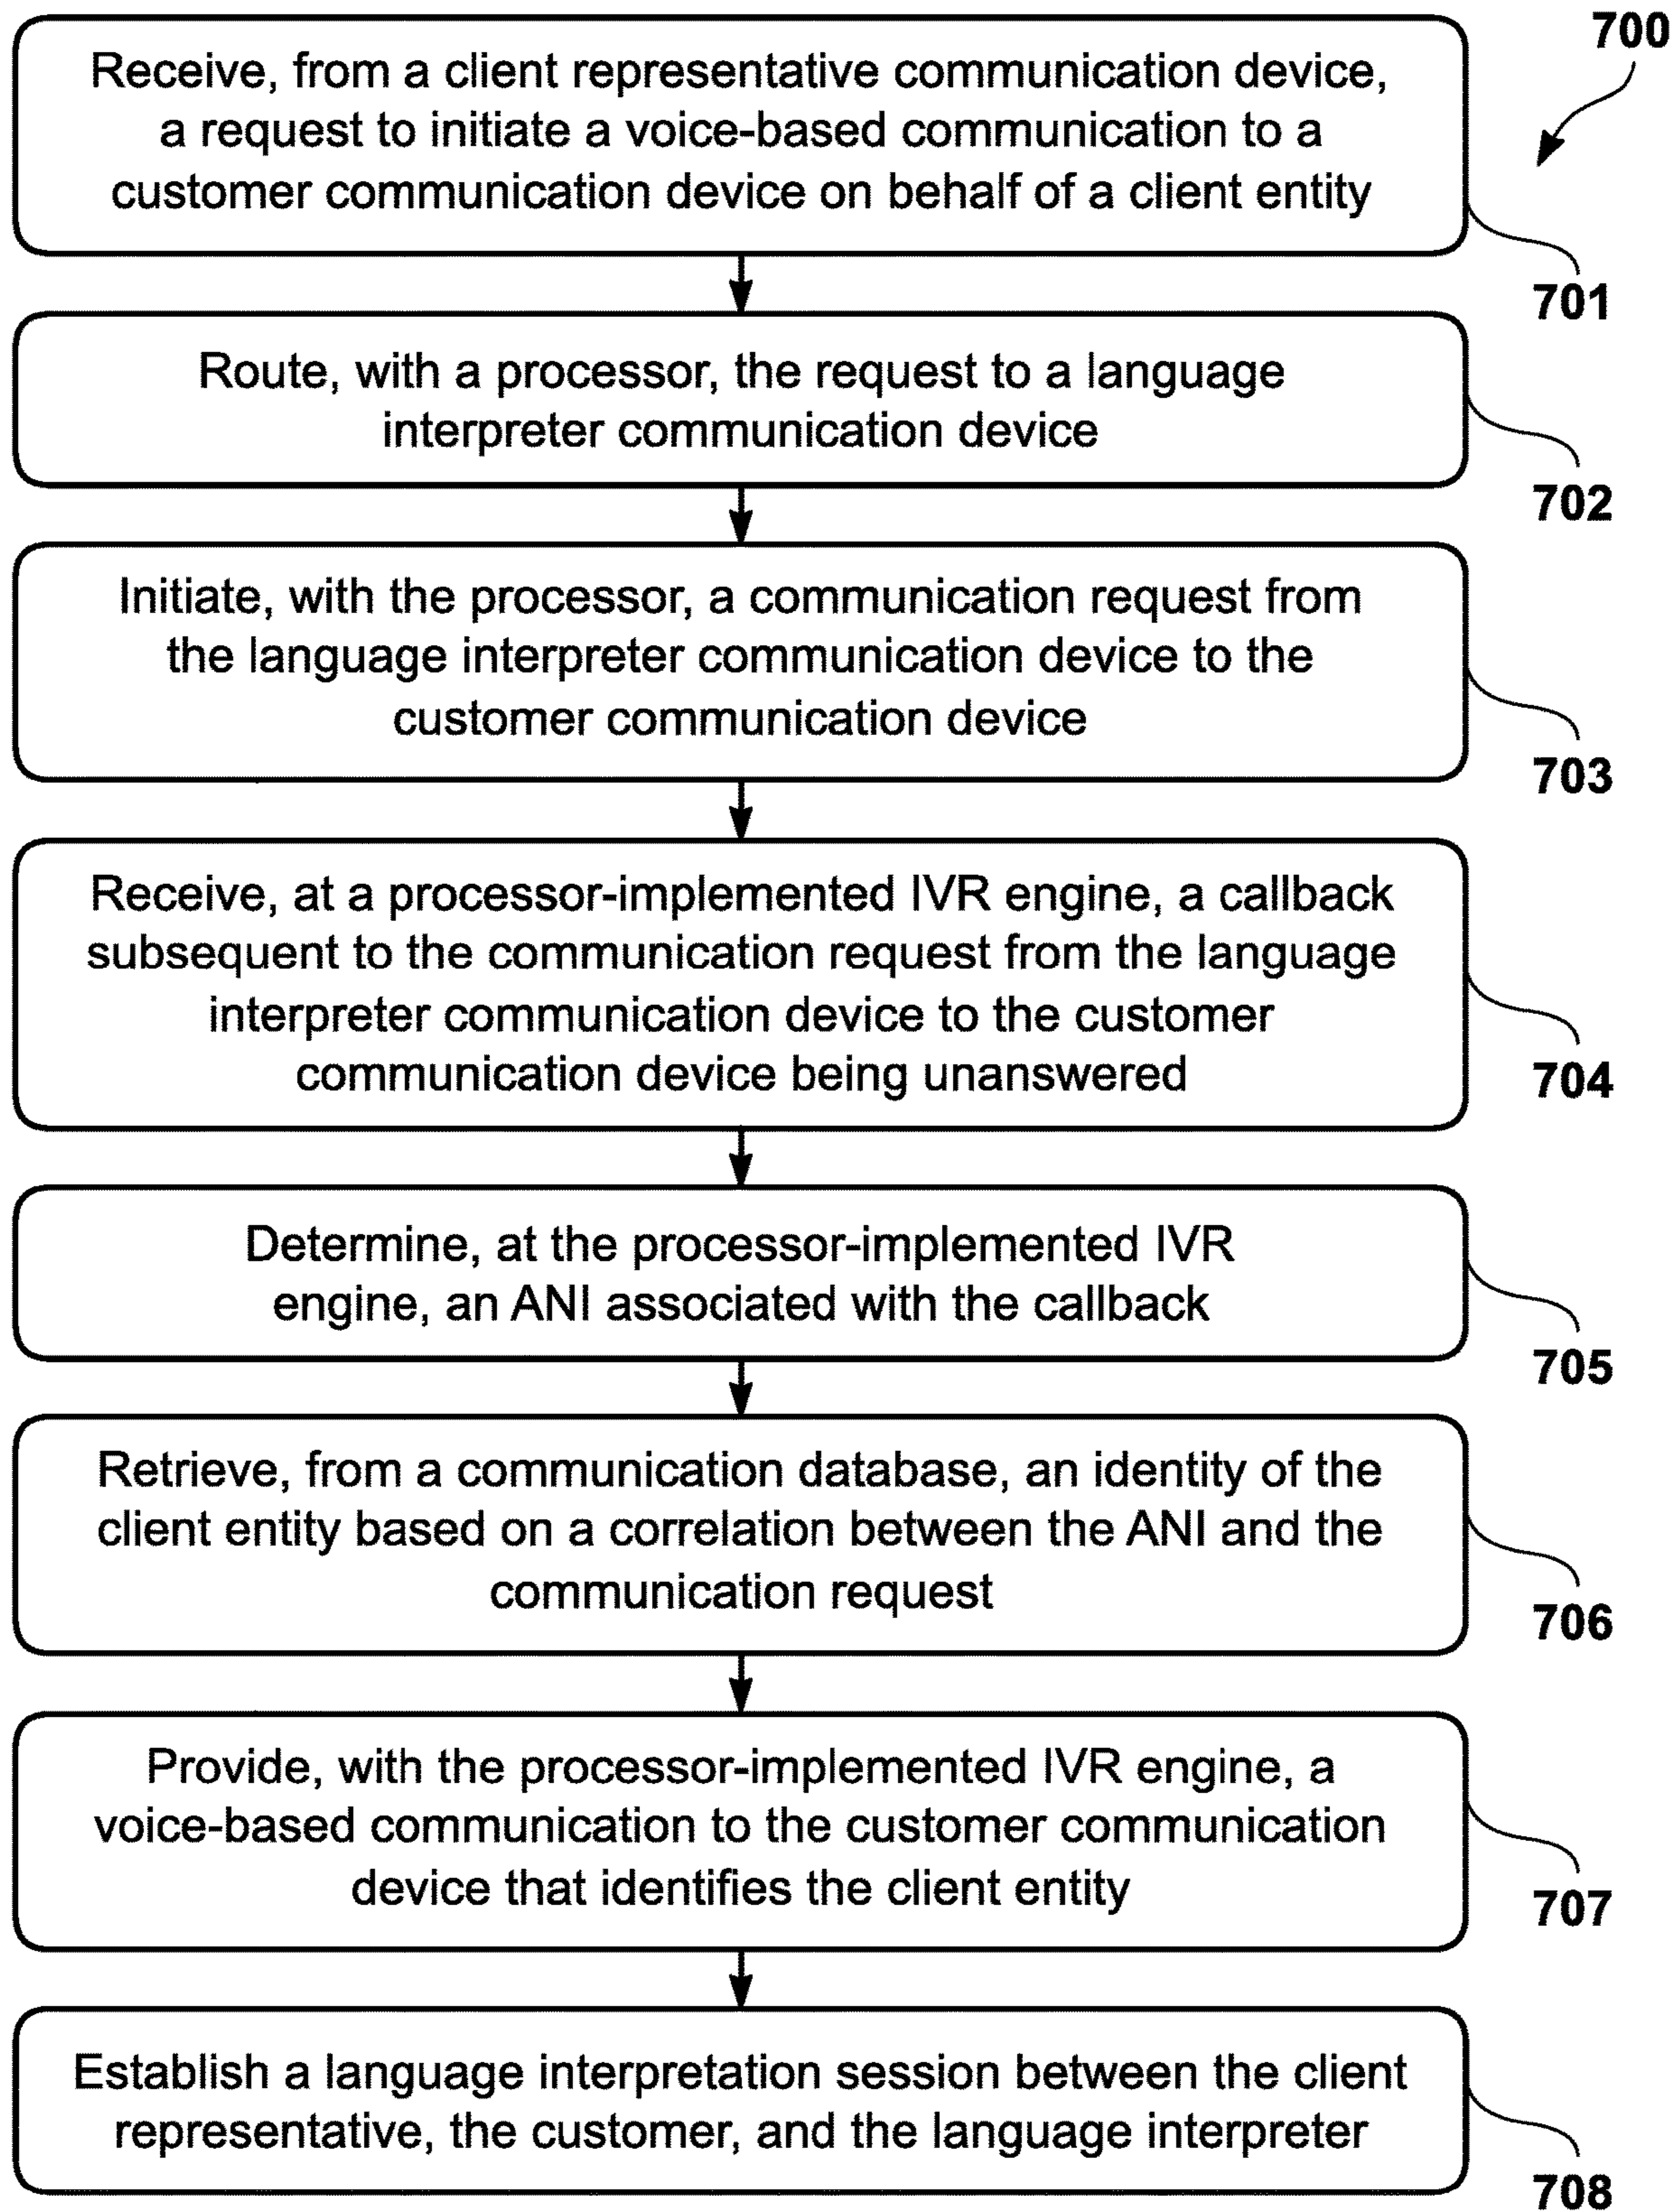 700
Receive, from a client representative communication device,
a request to initiate a voice-based communication to a
customer communication device on behalf of a client entity
701
Route, with a processor, the request to a language
interpreter communication device
702
Initiate, with the processor, a communication request from
the language interpreter communication device to the
customer communication device
703
Receive, at a processor-implemented IVR engine, a callback
subsequent to the communication request from the language
interpreter communication device to the customer
communication device being unanswered
704
Determine, at the processor-implemented IVR
engine, an ANI associated with the callback
705
Retrieve, from a communication database, an identity of the
client entity based on a correlation between the ANI and the
communication request
706
Provide, with the processor-implemented IVR engine, a
voice-based communication to the customer communication
device that identifies the client entity
707
Establish a language interpretation session between the client
representative, the customer, and the language interpreter
708